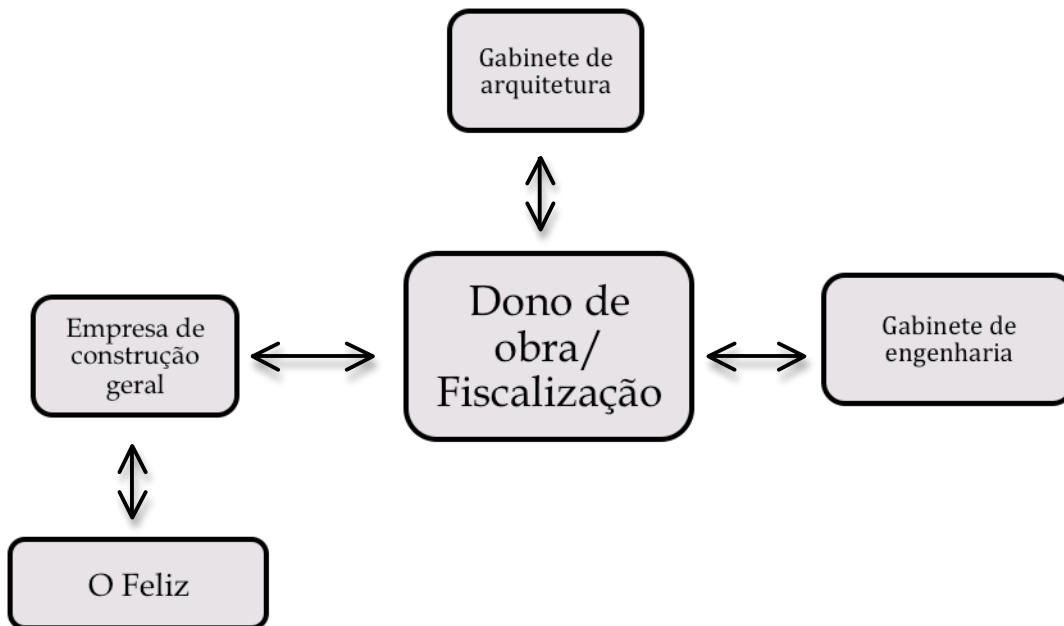 Gabinete de
arquitetura
Dono de
obra/
Fiscalização
Empresa de
construção
geral
Gabinete de
engenharia
O Feliz